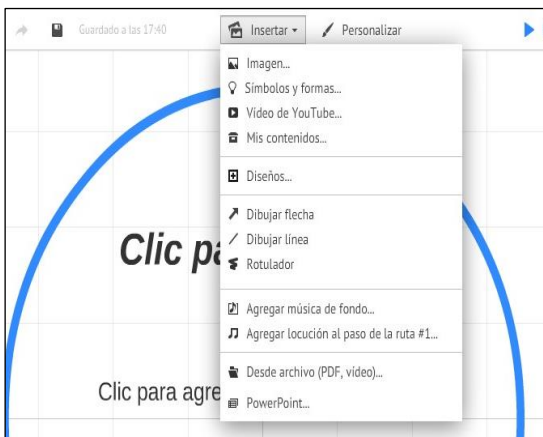 Guardado a las 17:40
Insertar
Personalizar
Imagen...
Símbolos y formas...
Vídeo de YouTube...
Mis contenidos...
Diseños...
Dibujar flecha
Dibujar línea
Rotulador
Agregar música de fondo...
Agregar locución al paso de la ruta #1...
Desde archivo (PDF, vídeo)...
PowerPoint...
Clic pa
Clic para agre